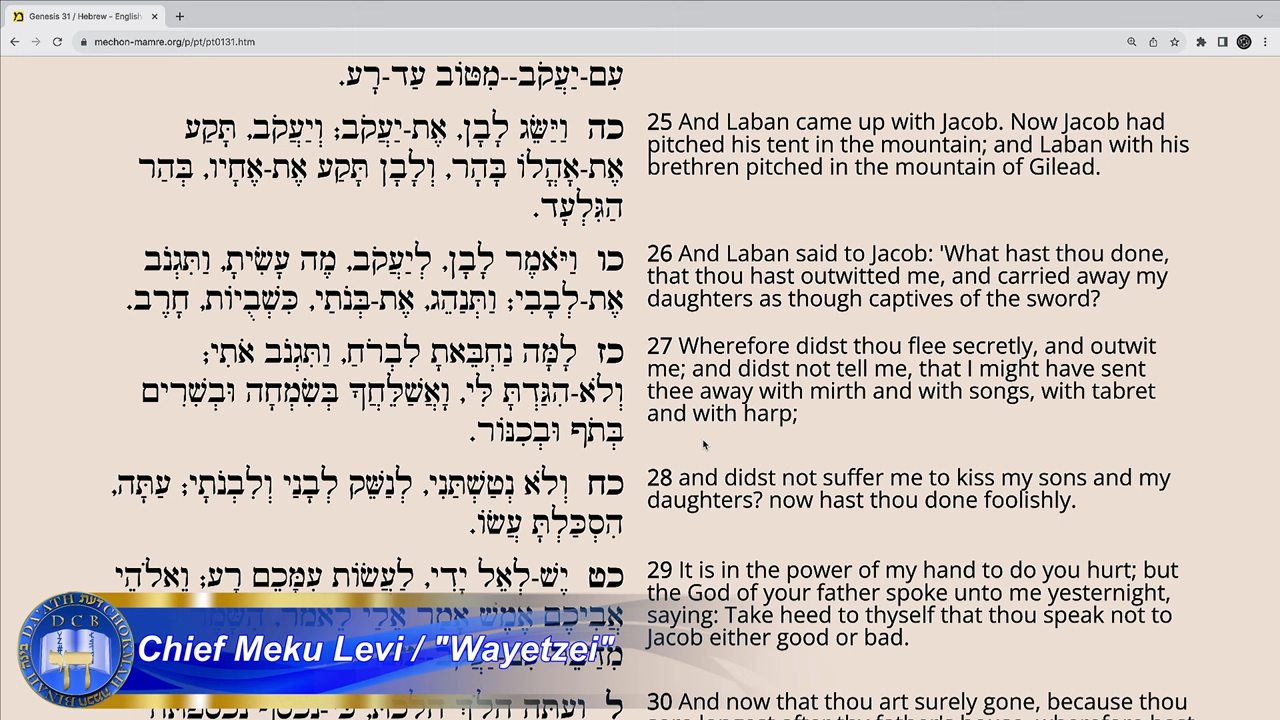 Genesis 31 / Hebrew - English
mechon-mamre.org/p/pt/pt0131.htm
עִם-יַעֲקֹב--מִטּוֹב עַד-רָע.
כה וַיַּשֵּׂג לָבָן, אֶת-יַעֲקֹב; וְיַעֲקֹב, תָּקַע
אֶת-אָהֳלוֹ בָּהָר, וְלָבָן תָּקַע אֶת-אֶחָיו, בְּהַר
הַגִּלְעָד.
25 And Laban came up with Jacob. Now Jacob had
pitched his tent in the mountain; and Laban with his
brethren pitched in the mountain of Gilead.
כו וַיֹּאמֶר לָבָן, לְיַעֲקֹב, מֶה עָשִׂיתָ, וַתִּגְנֹב
אֶת-לְבָבִי; וַתְּנַהֵג, אֶת-בְּנֹתַי, כִּשְׁבֻיוֹת, חָרֶב.
26 And Laban said to Jacob: 'What hast thou done,
that thou hast outwitted me, and carried away my
daughters as though captives of the sword?
כז לָמָּה נַחְבֵּאתָ לִבְרֹחַ, וַתִּגְנֹב אֹתִי;
וְלֹא-הִגַּדְתָּ לִּי, וָאֲשַׁלֵּחֲךָ בְּשִׂמְחָה וּבְשִׁרִים
בְּתֹף וּבְכִנּוֹר.
27 Wherefore didst thou flee secretly, and outwit
me; and didst not tell me, that I might have sent
thee away with mirth and with songs, with tabret
and with harp;
כח וְלֹא נְטַשְׁתַּנִי, לְנַשֵּׁק לְבָנַי וְלִבְנֹתָי; עַתָּה,
הִסְכַּלְתָּ עֲשׂוֹ.
28 and didst not suffer me to kiss my sons and my
daughters? now hast thou done foolishly.
כט יֶשׁ-לְאֵל יָדִי, לַעֲשׂוֹת עִמָּכֶם רָע; וֵאלֹהֵי
אֲבִיכֶם אֶמֶשׁ אָמַר אֵלַי לֵאמֹר,
29 It is in the power of my hand to do you hurt; but
the God of your father spoke unto me yesternight,
saying: Take heed to thyself that thou speak not to
Jacob either good or bad.
30 And now that thou art surely gone, because thou
DCB
Chief Meku Levi / "Wayetzei"